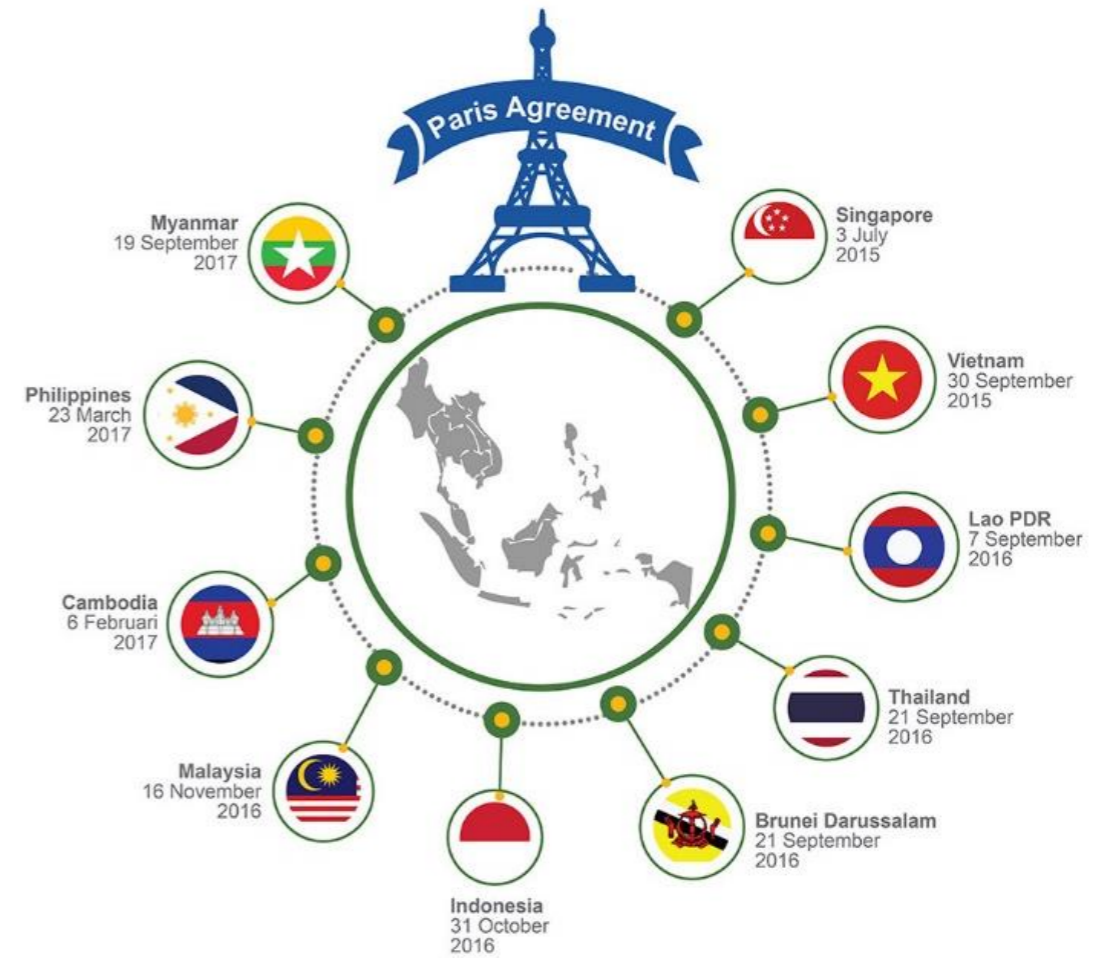 Paris Agreement
Singapore
3 July
2015
Vietnam
30 September
2015
Lao PDR
7 September
2016
Thailand
21 September
2016
Brunei Darussalam
21 September
2016
Indonesia
31 October
2016
Malaysia
16 November
2016
Cambodia
6 Februari
2017
Philippines
23 March
2017
Myanmar
19 September
2017